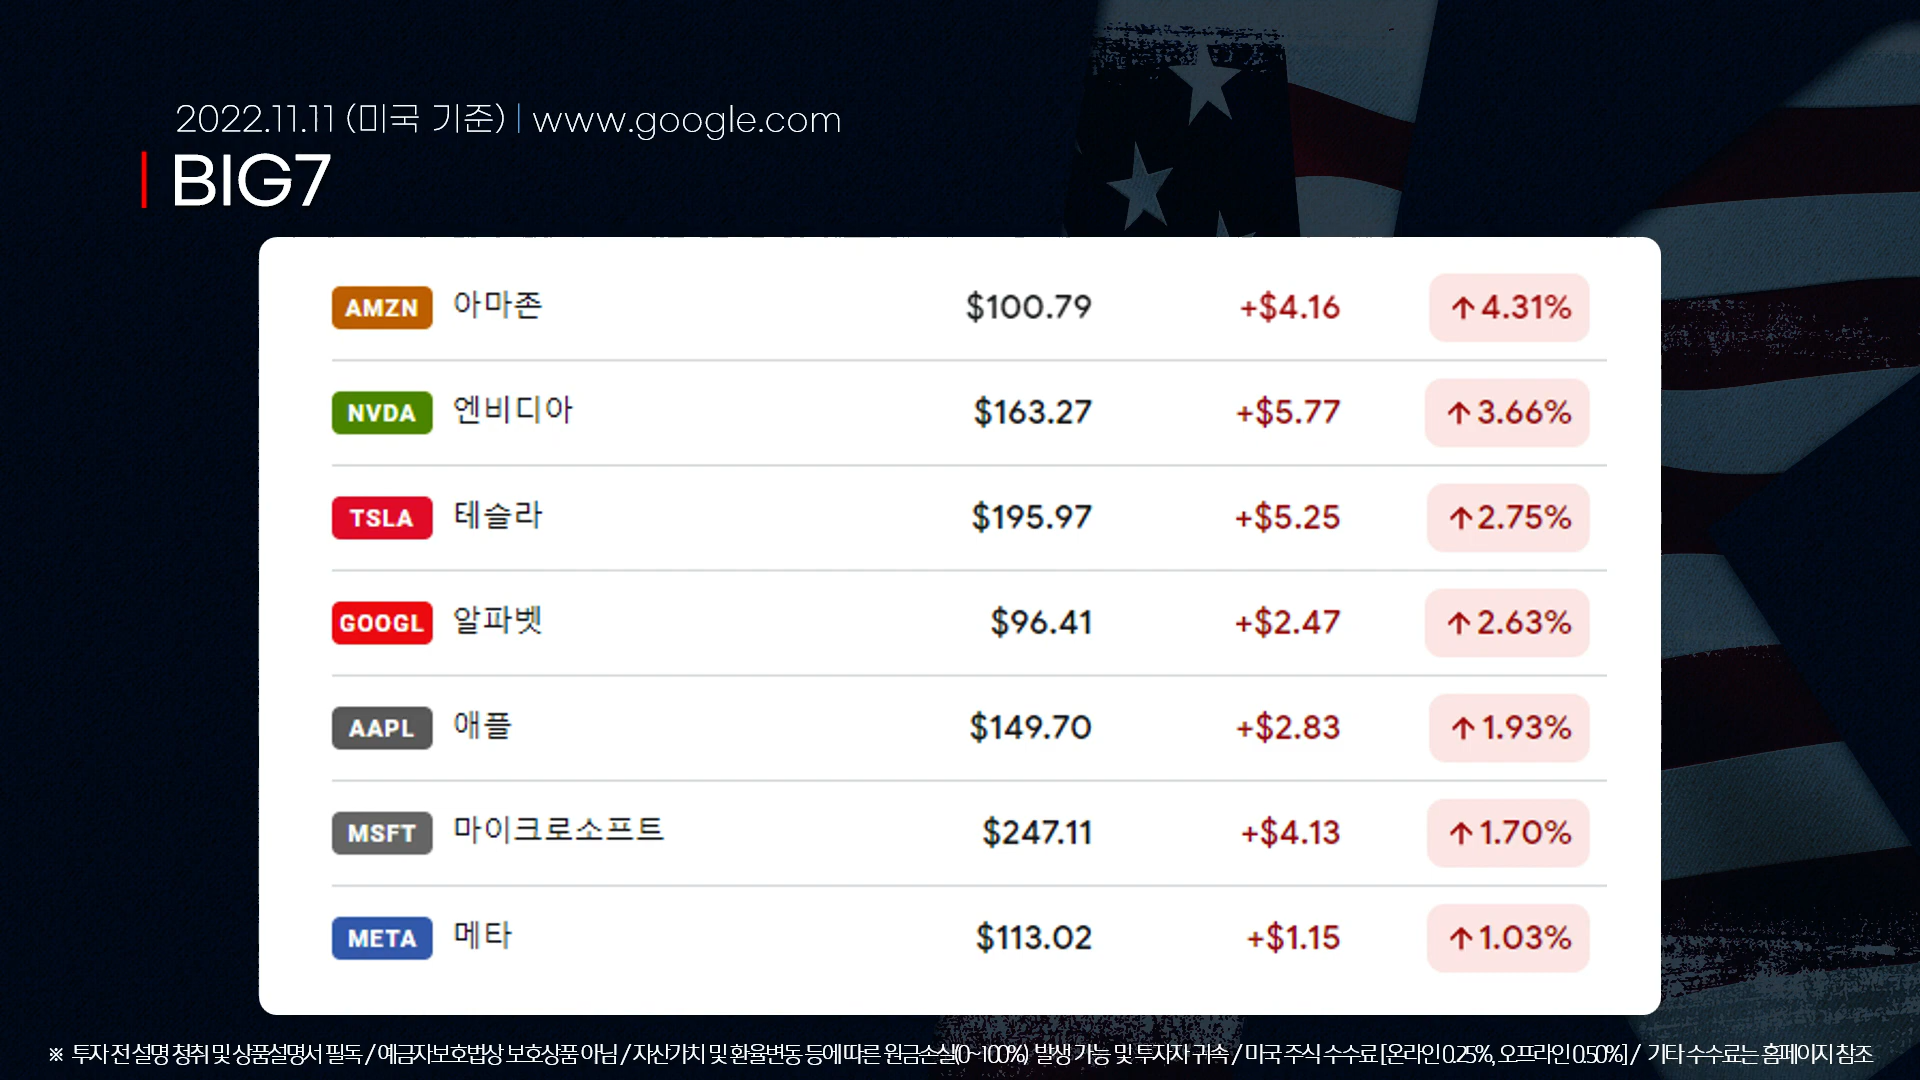 2022.11.11 (미국 기준) | www.google.com
BIG7
AMZN 아마존 $100.79 +$4.16 ↑4.31%
NVDA 엔비디아 $163.27 +$5.77 ↑3.66%
TSLA 테슬라 $195.97 +$5.25 ↑2.75%
GOOGL 알파벳 $96.41 +$2.47 ↑2.63%
AAPL 애플 $149.70 +$2.83 ↑1.93%
MSFT 마이크로소프트 $247.11 +$4.13 ↑1.70%
META 메타 $113.02 +$1.15 ↑1.03%
※ 투자 전 설명 청취 및 상품설명서 필독 / 예금자보호법상 보호상품 아님 / 자산가치 및 환율변동 등에 따른 원금손실(0~100%) 발생 가능 및 투자자 귀속 / 미국 주식 수수료 [온라인 0.25%, 오프라인 0.50%] / 기타 수수료는 홈페이지 참조